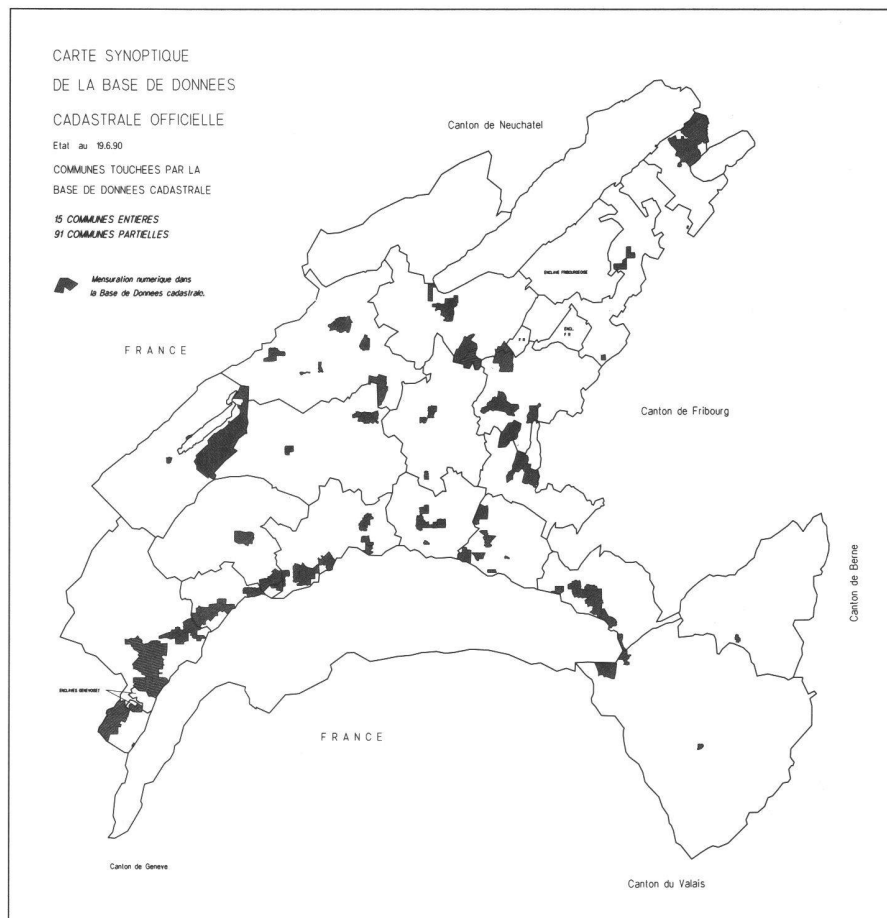 CARTE SYNOPTIQUE
DE LA BASE DE DONNEES
CADASTRALE OFFICIELLE
Etat au 19.6.90
COMMUNES TOUCHEES PAR LA
BASE DE DONNEES CADASTRALE
15 COMMUNES ENTIERES
91 COMMUNES PARTIELLES
Mensuration numerique dans
la Base de Donnees cadastrale.
Canton de Neuchatel
ENCLAVE FRIBOURGEOISE
ENCL.
F R
F R
FRANCE
Canton de Fribourg
Canton de Berne
ENCLAVES GENEVOISES
FRANCE
Canton de Geneve
Canton du Valais